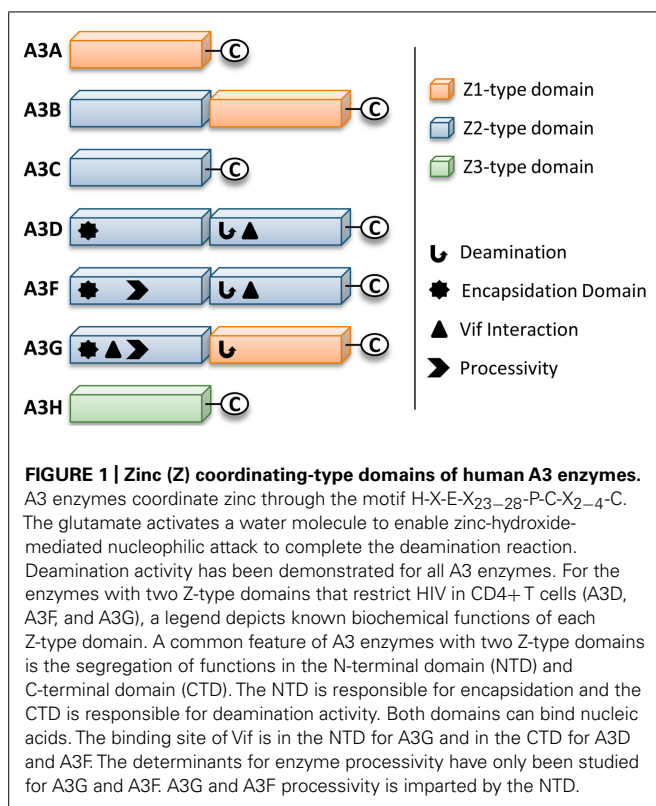 A3A C
A3B C
A3C C
A3D C
A3F C
A3G C
A3H C
Z1-type domain
Z2-type domain
Z3-type domain
Deamination
Encapsidation Domain
Vif Interaction
Processivity
FIGURE 1 | Zinc (Z) coordinating-type domains of human A3 enzymes.
A3 enzymes coordinate zinc through the motif H-X-E-X23–28-P-C-X2–4-C.
The glutamate activates a water molecule to enable zinc-hydroxide-
mediated nucleophilic attack to complete the deamination reaction.
Deamination activity has been demonstrated for all A3 enzymes. For the
enzymes with two Z-type domains that restrict HIV in CD4+ T cells (A3D,
A3F, and A3G), a legend depicts known biochemical functions of each
Z-type domain. A common feature of A3 enzymes with two Z-type domains
is the segregation of functions in the N-terminal domain (NTD) and
C-terminal domain (CTD). The NTD is responsible for encapsidation and the
CTD is responsible for deamination activity. Both domains can bind nucleic
acids. The binding site of Vif is in the NTD for A3G and in the CTD for A3D
and A3F. The determinants for enzyme processivity have only been studied
for A3G and A3F. A3G and A3F processivity is imparted by the NTD.